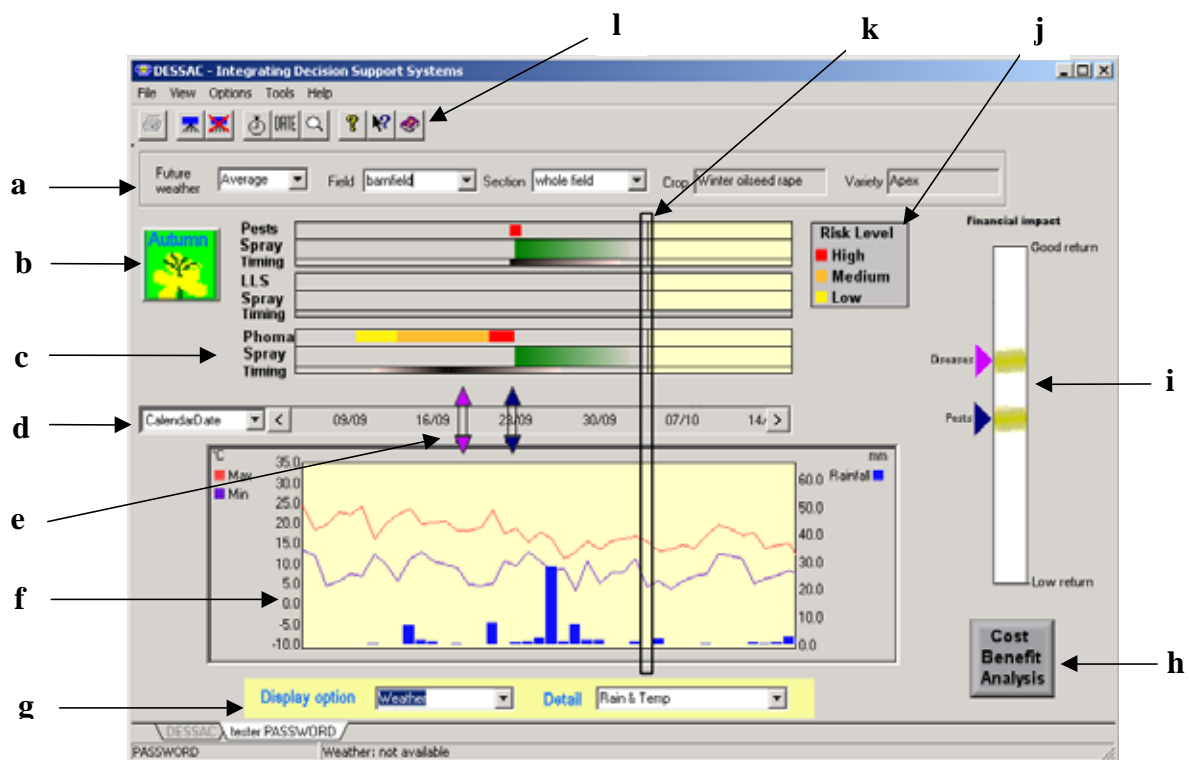 l
k
j
DESSAC - Integrating Decision Support Systems
File View Options Tools Help
DATE
a
Future weather Average Field barnfield Section whole field Crop Winter oilseed rape Variety Apex
b
Autumn
Pests
Spray
Timing
LLS
Spray
Timing
c
Phoma
Spray
Timing
Risk Level
High
Medium
Low
Financial impact
Good return
Diseases
Pests
Low return
i
d
CalendarDate < 09/09 16/09 23/09 30/09 07/10 14/ >
e
°C
Max
Min
35.0
30.0
25.0
20.0
15.0
10.0
5.0
0.0
-5.0
-10.0
mm
Rainfall
60.0
50.0
40.0
30.0
20.0
10.0
0.0
f
Cost
Benefit
Analysis
h
g
Display option Weather Detail Rain & Temp
DESSAC tester PASSWORD
PASSWORD Weather: not available